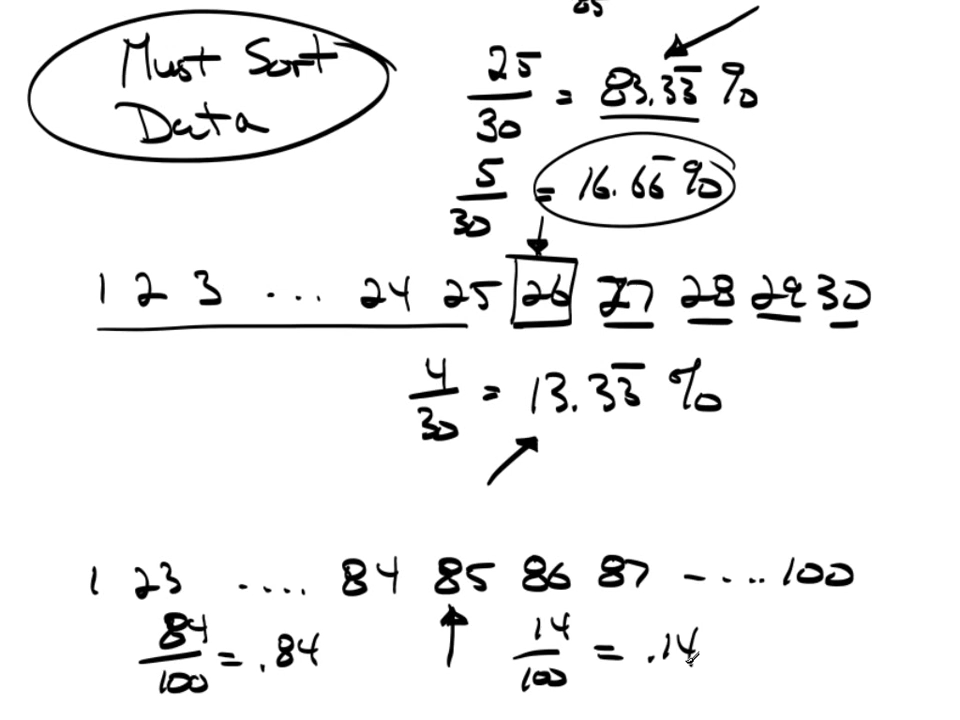 85
Must Sort
Data
25/30 = 83.33̅ %
5/30 = 16.66̅ %
1 2 3 ... 24 25 26 27 28 29 30
4/30 = 13.33̅ %
1 2 3 .... 84 85 86 87 - .... 100
84/100 = .84
14/100 = .14